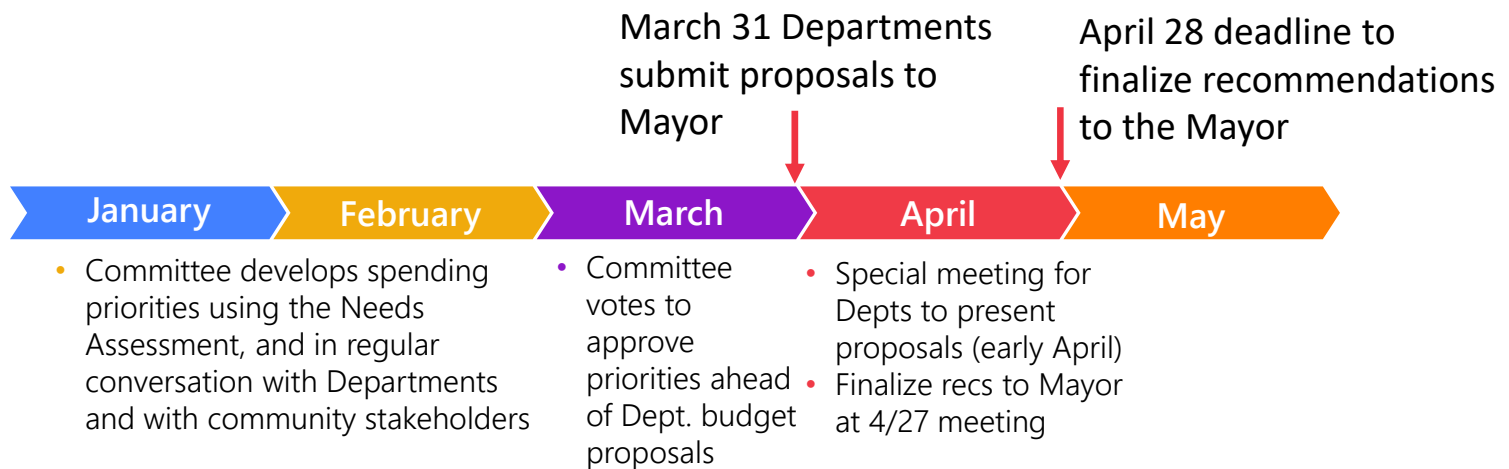 March 31 Departments
submit proposals to
Mayor
April 28 deadline to
finalize recommendations
to the Mayor
January
February
March
April
May
• Committee develops spending
priorities using the Needs
Assessment, and in regular
conversation with Departments
and with community stakeholders
• Committee
votes to
approve
priorities ahead
of Dept. budget
proposals
• Special meeting for
Depts to present
proposals (early April)
• Finalize recs to Mayor
at 4/27 meeting